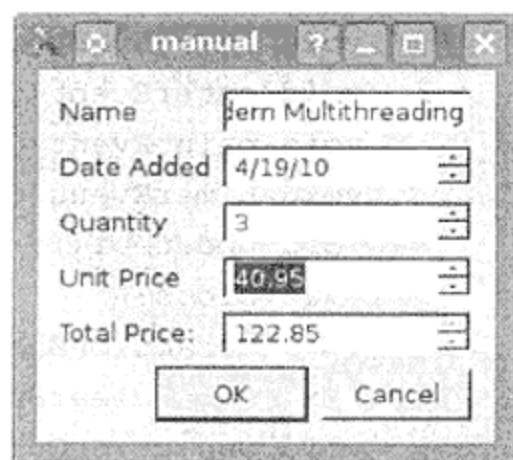 manual ?
Name dern Multithreading
Date Added 4/19/10
Quantity 3
Unit Price 40.95
Total Price: 122.85
OK Cancel